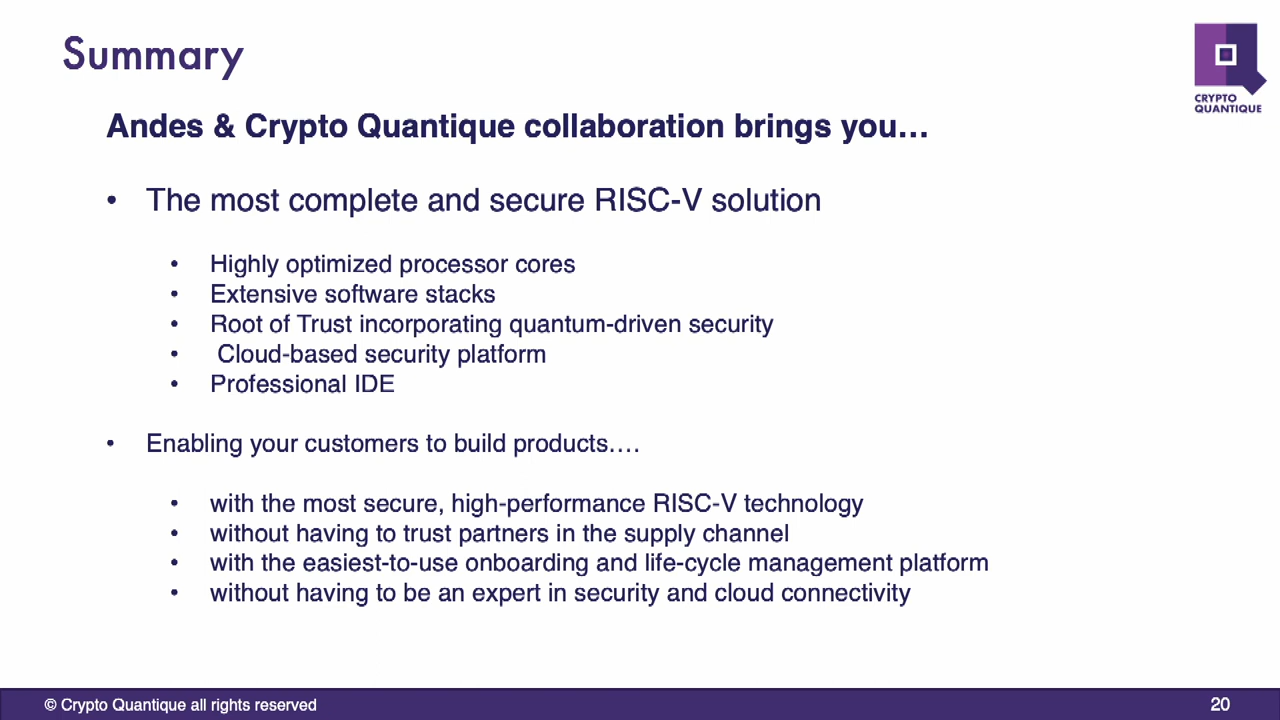 Summary
CRYPTO
QUANTIQUE
Andes & Crypto Quantique collaboration brings you…
• The most complete and secure RISC-V solution
• Highly optimized processor cores
• Extensive software stacks
• Root of Trust incorporating quantum-driven security
• Cloud-based security platform
• Professional IDE
• Enabling your customers to build products….
• with the most secure, high-performance RISC-V technology
• without having to trust partners in the supply channel
• with the easiest-to-use onboarding and life-cycle management platform
• without having to be an expert in security and cloud connectivity
© Crypto Quantique all rights reserved
20